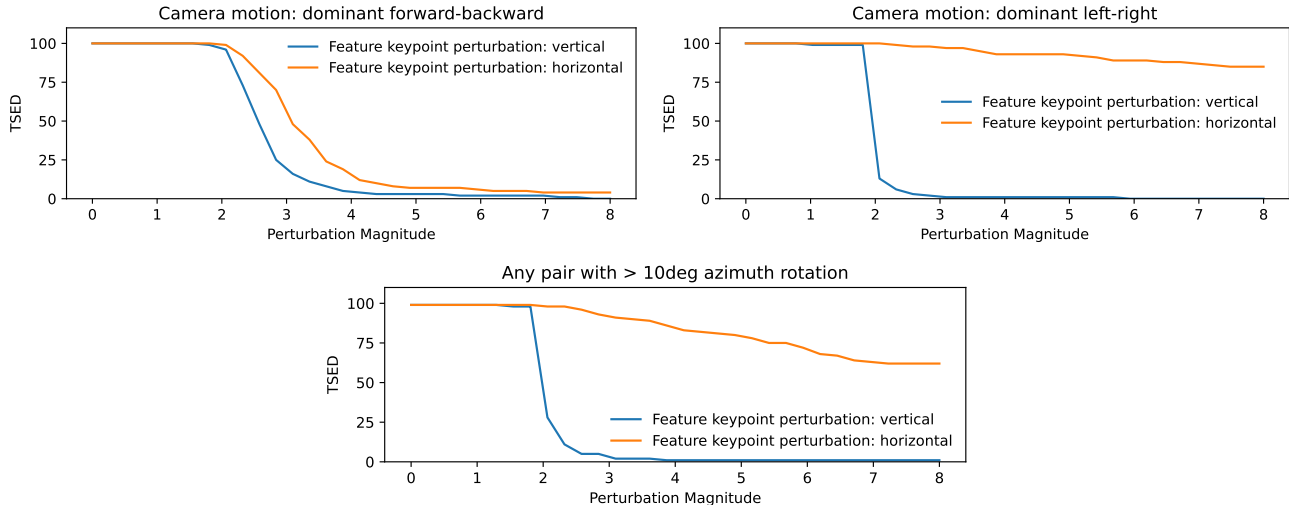 Camera motion: dominant forward-backward
100
75
50
25
0
TSED
Feature keypoint perturbation: vertical
Feature keypoint perturbation: horizontal
0 1 2 3 4 5 6 7 8
Perturbation Magnitude
Camera motion: dominant left-right
100
75
50
25
0
TSED
Feature keypoint perturbation: vertical
Feature keypoint perturbation: horizontal
0 1 2 3 4 5 6 7 8
Perturbation Magnitude
Any pair with > 10deg azimuth rotation
100
75
50
25
0
TSED
Feature keypoint perturbation: vertical
Feature keypoint perturbation: horizontal
0 1 2 3 4 5 6 7 8
Perturbation Magnitude